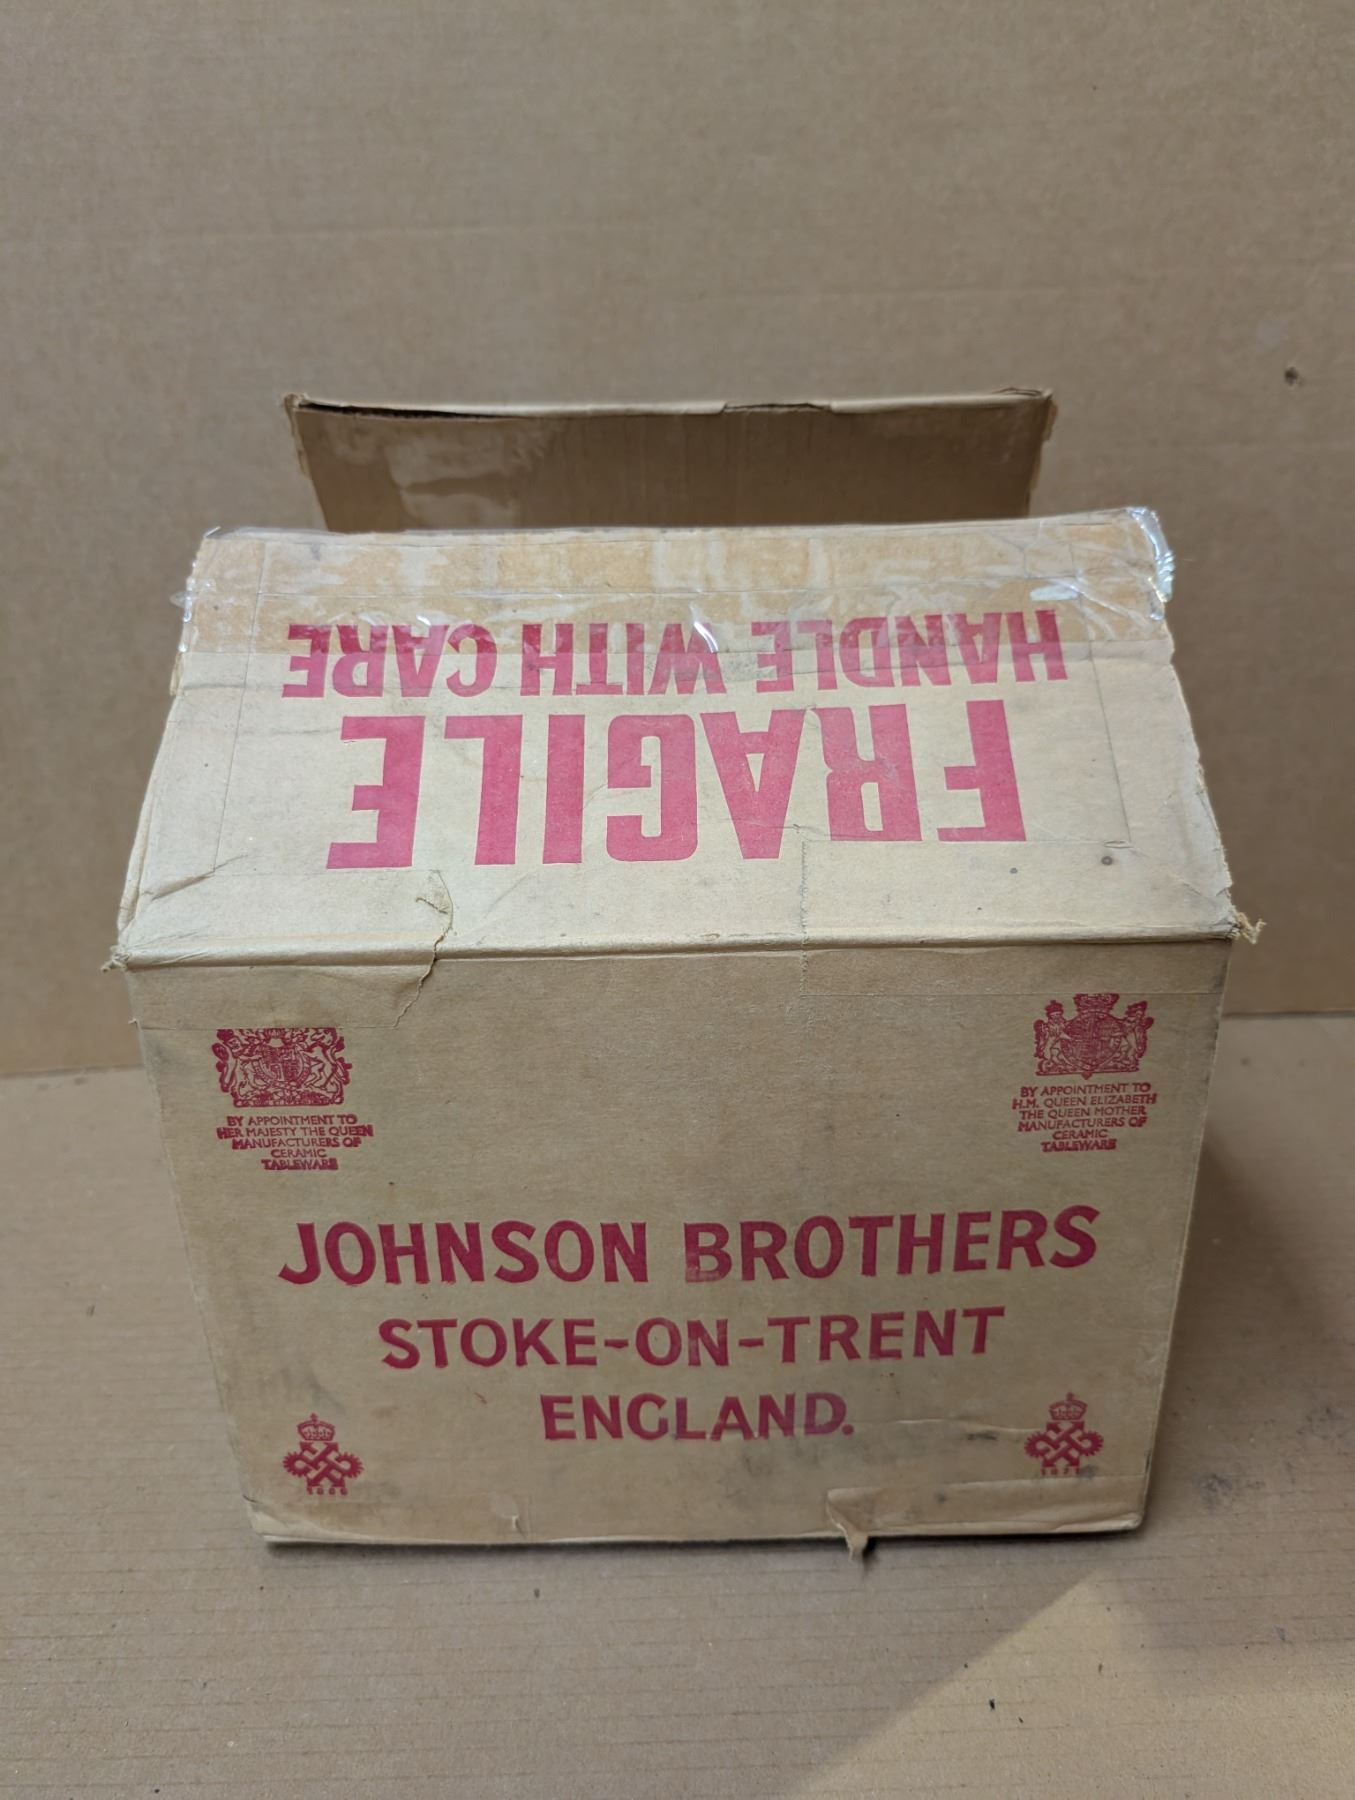 HANDLE WITH CARE
FRAGILE
BY APPOINTMENT TO
HER MAJESTY THE QUEEN
MANUFACTURERS OF
CERAMIC
TABLEWARE
BY APPOINTMENT TO
H.M. QUEEN ELIZABETH
THE QUEEN MOTHER
MANUFACTURERS OF
CERAMIC
TABLEWARE
JOHNSON BROTHERS
STOKE-ON-TRENT
ENGLAND.